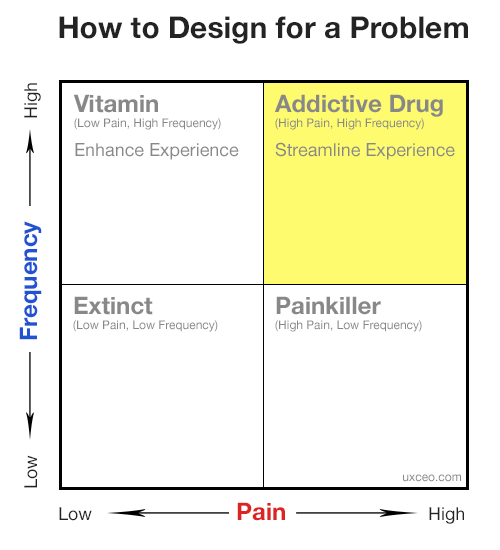 How to Design for a Problem
High
Vitamin
(Low Pain, High Frequency)
Enhance Experience
Addictive Drug
(High Pain, High Frequency)
Streamline Experience
Frequency
Extinct
(Low Pain, Low Frequency)
Painkiller
(High Pain, Low Frequency)
Low
uxceo.com
Low
Pain
High